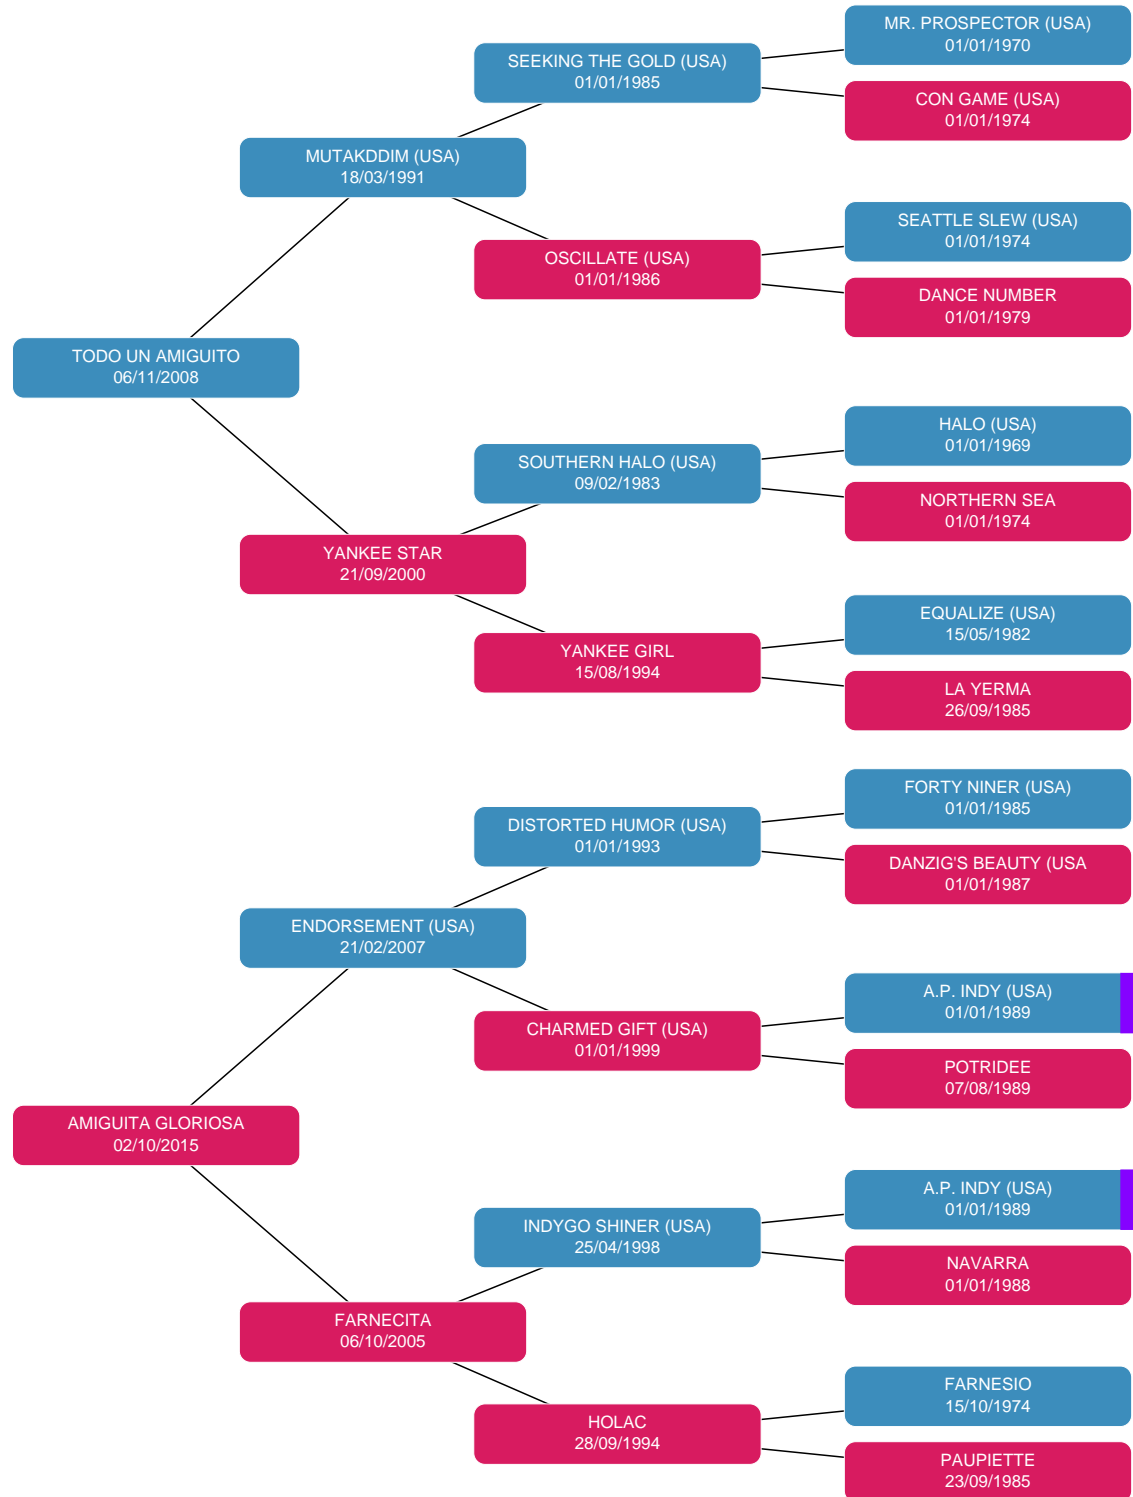 MR. PROSPECTOR (USA)
01/01/1970
SEEKING THE GOLD (USA)
01/01/1985
CON GAME (USA)
01/01/1974
MUTAKDDIM (USA)
18/03/1991
SEATTLE SLEW (USA)
01/01/1974
OSCILLATE (USA)
01/01/1986
DANCE NUMBER
01/01/1979
TODO UN AMIGUITO
06/11/2008
HALO (USA)
01/01/1969
SOUTHERN HALO (USA)
09/02/1983
NORTHERN SEA
01/01/1974
YANKEE STAR
21/09/2000
EQUALIZE (USA)
15/05/1982
YANKEE GIRL
15/08/1994
LA YERMA
26/09/1985
FORTY NINER (USA)
01/01/1985
DISTORTED HUMOR (USA)
01/01/1993
DANZIG'S BEAUTY (USA
01/01/1987
ENDORSEMENT (USA)
21/02/2007
A.P. INDY (USA)
01/01/1989
CHARMED GIFT (USA)
01/01/1999
POTRIDEE
07/08/1989
AMIGUITA GLORIOSA
02/10/2015
A.P. INDY (USA)
01/01/1989
INDYGO SHINER (USA)
25/04/1998
NAVARRA
01/01/1988
FARNECITA
06/10/2005
FARNESIO
15/10/1974
HOLAC
28/09/1994
PAUPIETTE
23/09/1985